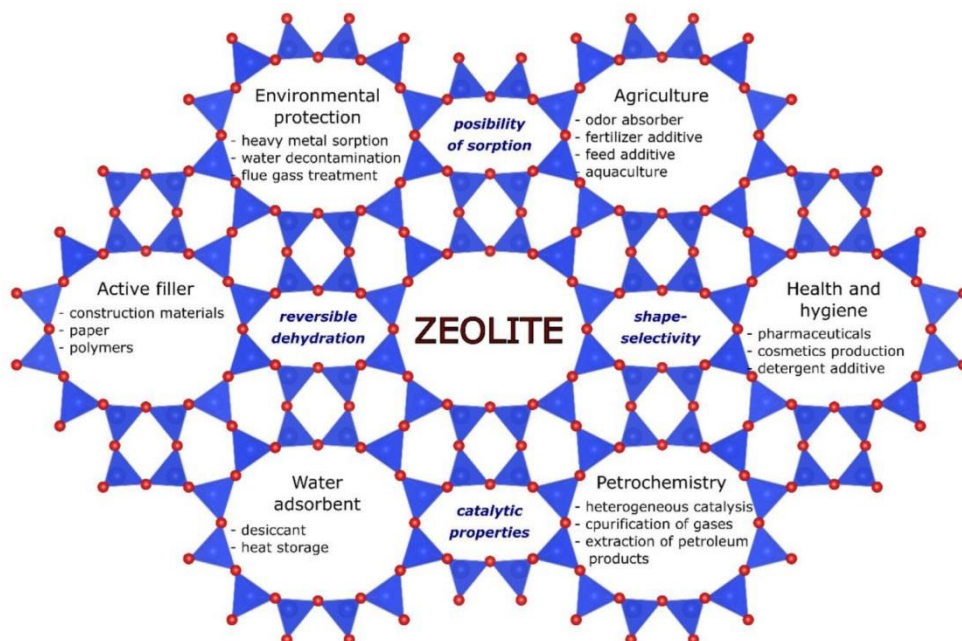 Environmental
protection
- heavy metal sorption
- water decontamination
- flue gass treatment
posibility
of sorption
Agriculture
- odor absorber
- fertilizer additive
- feed additive
- aquaculture
Active filler
- construction materials
- paper
- polymers
reversible
dehydration
ZEOLITE
shape-
selectivity
Health and
hygiene
- pharmaceuticals
- cosmetics production
- detergent additive
Water
adsorbent
- desiccant
- heat storage
catalytic
properties
Petrochemistry
- heterogeneous catalysis
- cpurification of gases
- extraction of petroleum
products